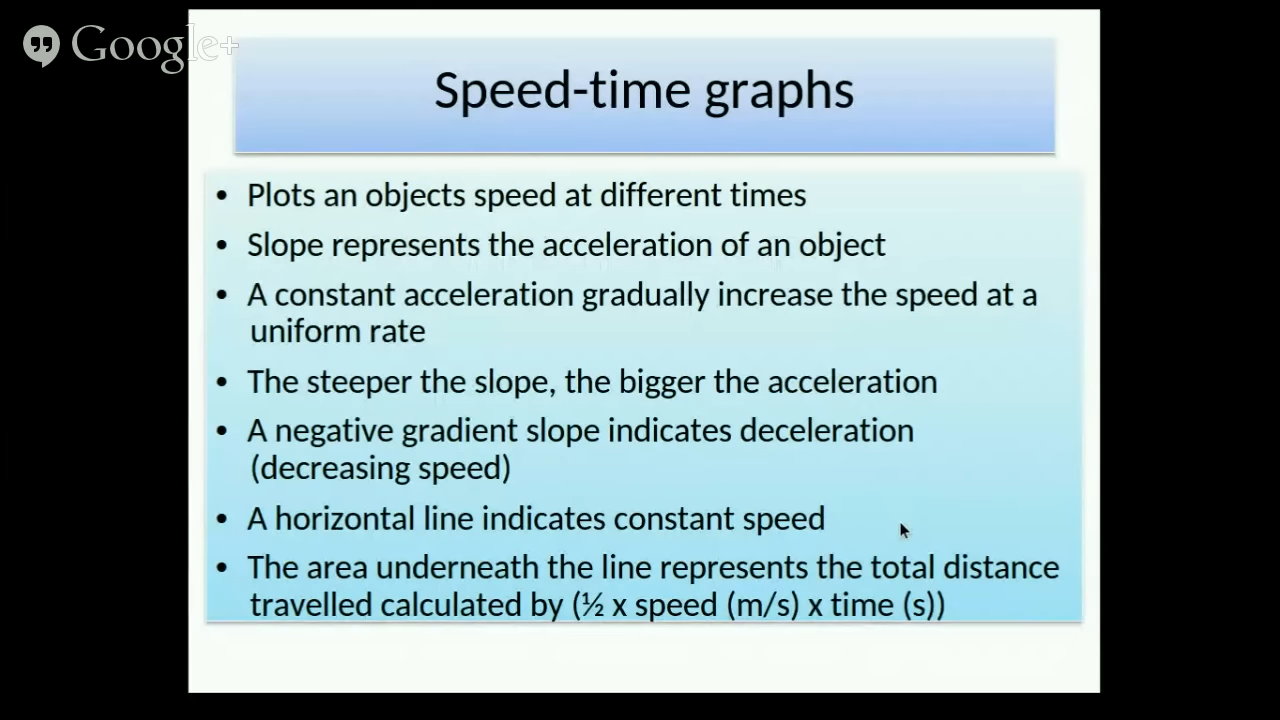 Google+
Speed-time graphs
• Plots an objects speed at different times
• Slope represents the acceleration of an object
• A constant acceleration gradually increase the speed at a
uniform rate
• The steeper the slope, the bigger the acceleration
• A negative gradient slope indicates deceleration
(decreasing speed)
• A horizontal line indicates constant speed
• The area underneath the line represents the total distance
travelled calculated by (½ x speed (m/s) x time (s))